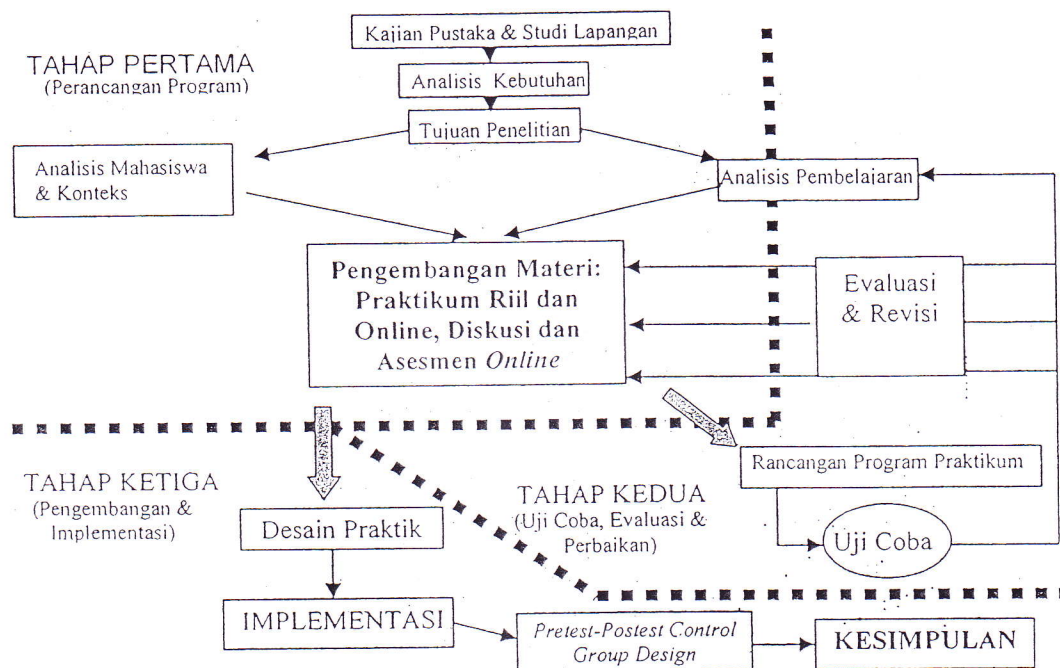 Kajian Pustaka & Studi Lapangan
TAHAP PERTAMA
(Perancangan Program)
Analisis Kebutuhan
Tujuan Penelitian
Analisis Mahasiswa
& Konteks
Analisis Pembelajaran
Pengembangan Materi:
Praktikum Riil dan
Online, Diskusi dan
Asesmen Online
Evaluasi
& Revisi
TAHAP KETIGA
(Pengembangan &
Implementasi)
Desain Praktik
TAHAP KEDUA
(Uji Coba, Evaluasi &
Perbaikan)
Rancangan Program Praktikum
Uji Coba
IMPLEMENTASI
Pretest-Postest Control
Group Design
KESIMPULAN